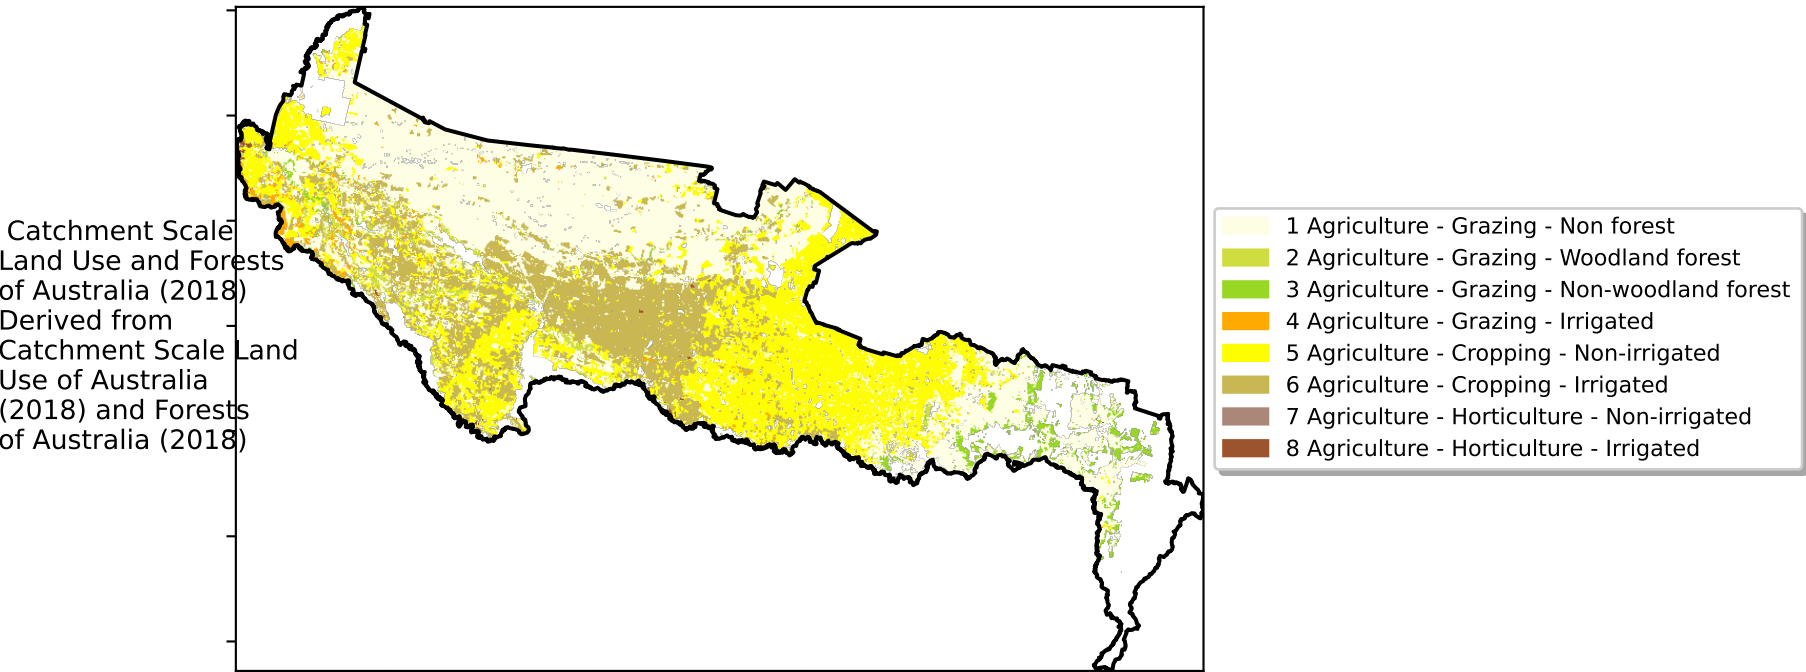 Catchment Scale
Land Use and Forests
of Australia (2018)
Derived from
Catchment Scale Land
Use of Australia
(2018) and Forests
of Australia (2018)
1 Agriculture - Grazing - Non forest
2 Agriculture - Grazing - Woodland forest
3 Agriculture - Grazing - Non-woodland forest
4 Agriculture - Grazing - Irrigated
5 Agriculture - Cropping - Non-irrigated
6 Agriculture - Cropping - Irrigated
7 Agriculture - Horticulture - Non-irrigated
8 Agriculture - Horticulture - Irrigated